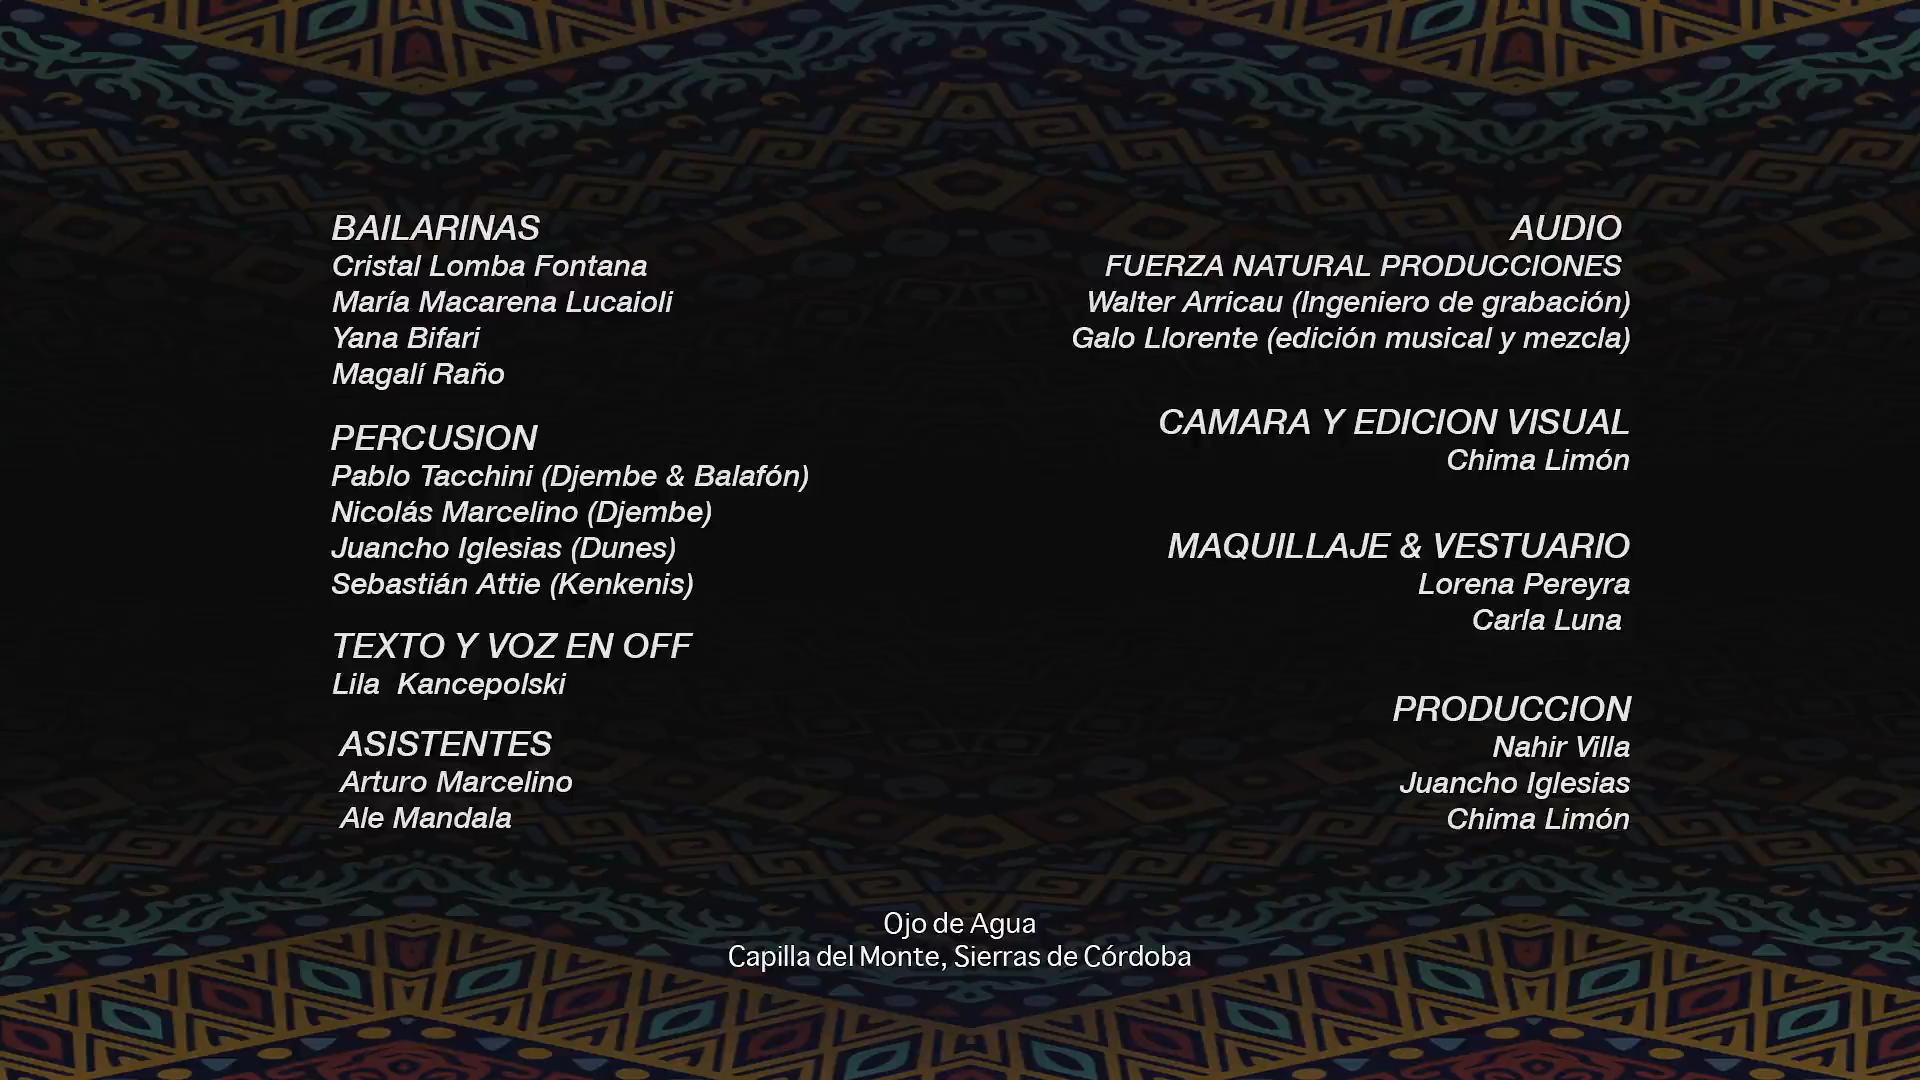 BAILARINAS
Cristal Lomba Fontana
María Macarena Lucaioli
Yana Bifari
Magalí Raño
PERCUSION
Pablo Tacchini (Djembe & Balafón)
Nicolás Marcelino (Djembe)
Juancho Iglesias (Dunes)
Sebastián Attie (Kenkenis)
TEXTO Y VOZ EN OFF
Lila Kancepolski
ASISTENTES
Arturo Marcelino
Ale Mandala
AUDIO
FUERZA NATURAL PRODUCCIONES
Walter Arricau (Ingeniero de grabación)
Galo Llorente (edición musical y mezcla)
CAMARA Y EDICION VISUAL
Chima Limón
MAQUILLAJE & VESTUARIO
Lorena Pereyra
Carla Luna
PRODUCCION
Nahir Villa
Juancho Iglesias
Chima Limón
Ojo de Agua
Capilla del Monte, Sierras de Córdoba